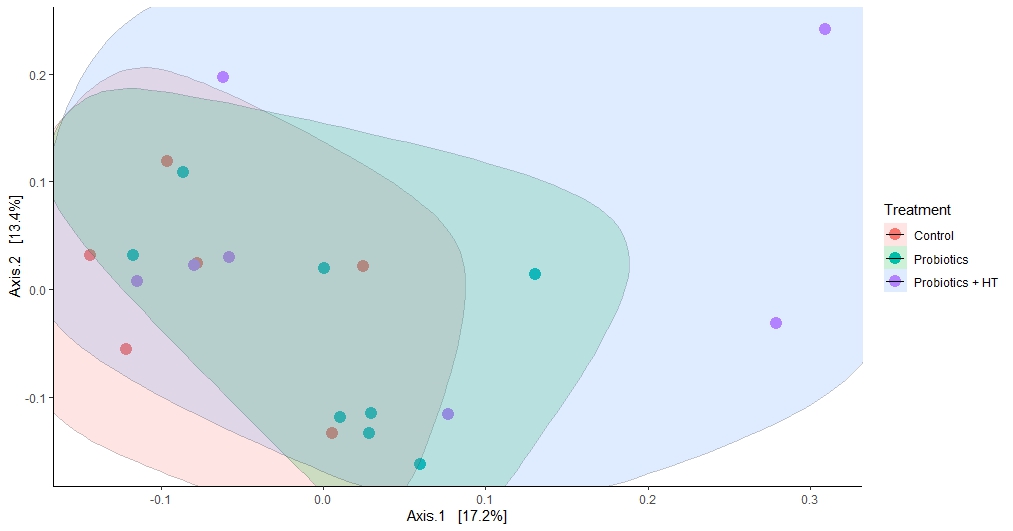 0.2
0.1
0.0
-0.1
Axis.2 [13.4%]
-0.1
0.0
0.1
0.2
0.3
Axis.1 [17.2%]
Treatment
Control
Probiotics
Probiotics + HT